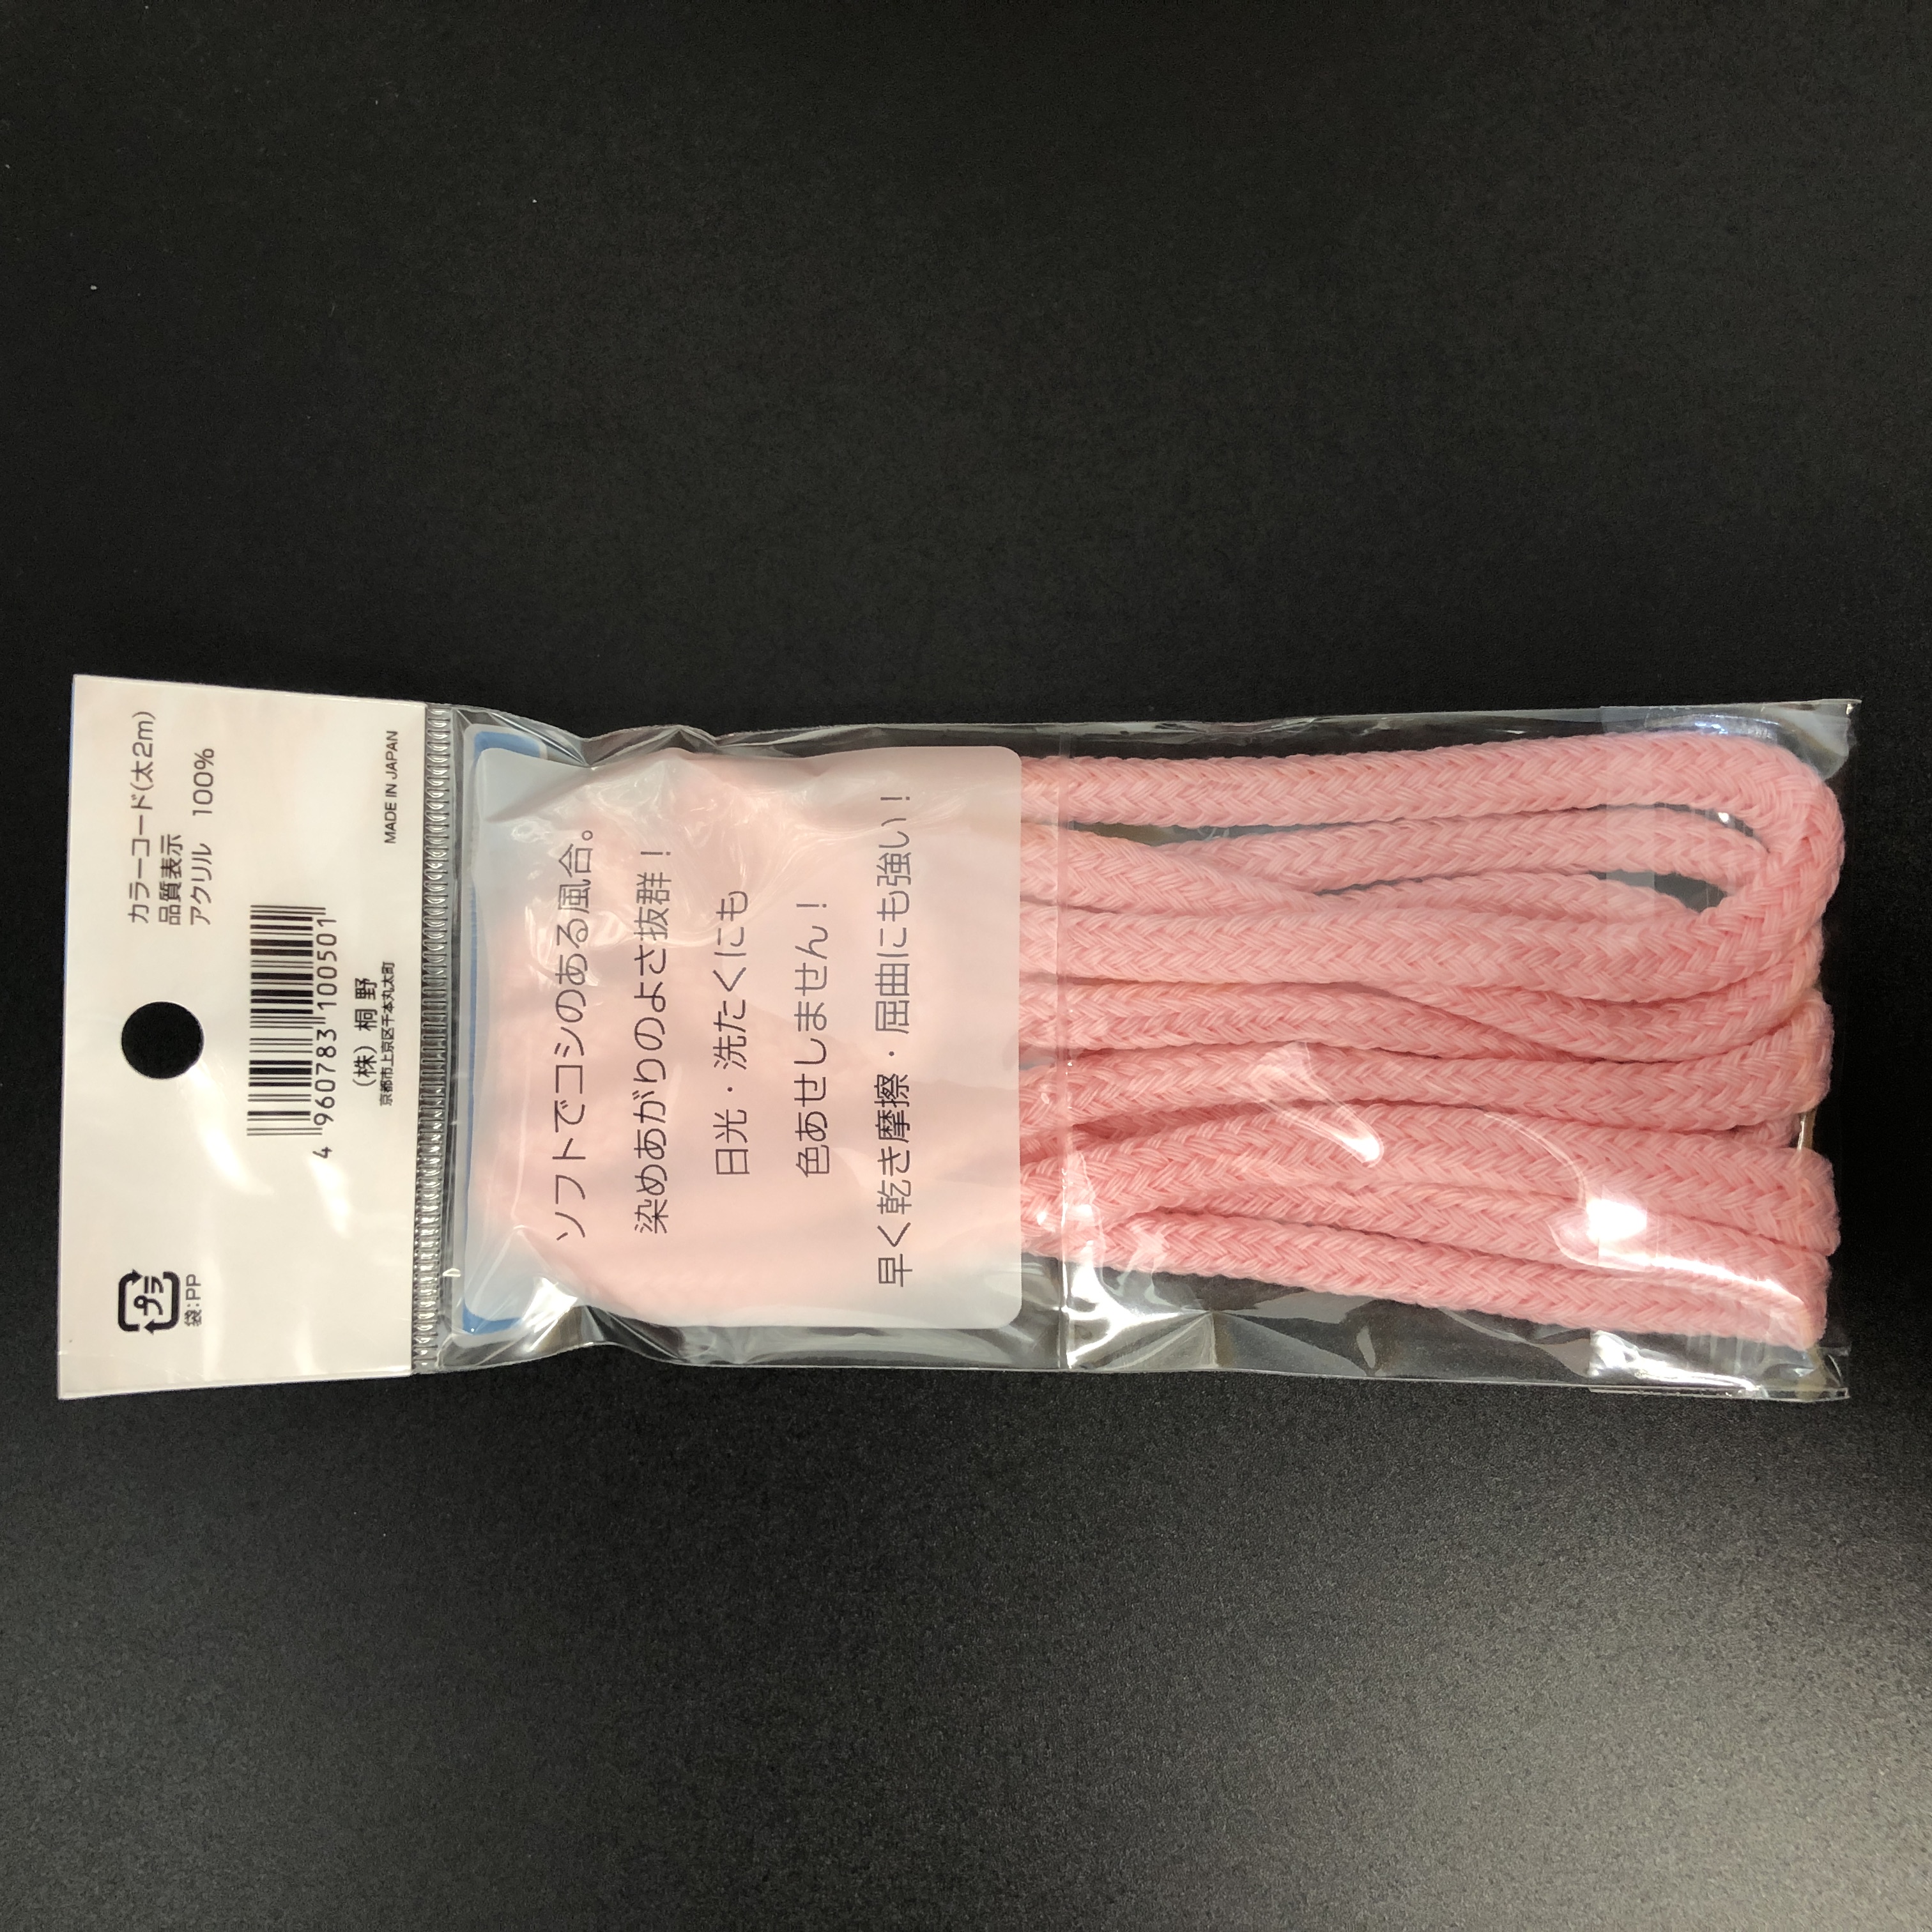 カラーコード(太2m)
品質表示
アクリル 100%
4 960783 100501
(株) 桐野
京都市上京区千本丸太町
MADE IN JAPAN
プラ
袋:PP
ソフトでコシのある風合。
染めあがりのよさ抜群!
日光・洗たくにも
色あせしません!
早く乾き摩擦・屈曲にも強い!